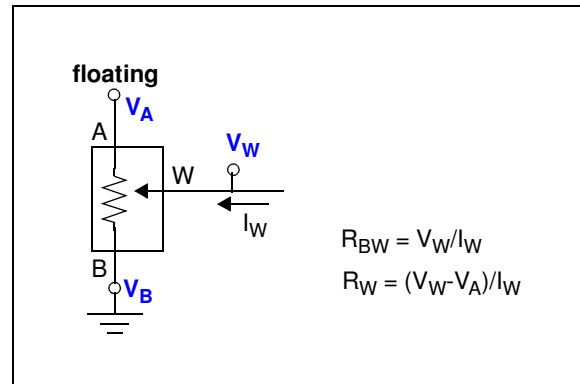 floating
VA
A
VW
W
IW
B
VB
RBW = VW/IW
RW = (VW-VA)/IW